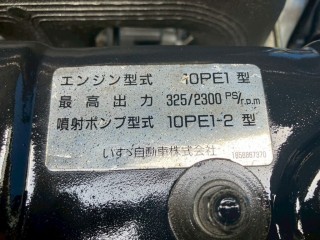 エンジン型式 10PE1 型
最高出力 325/2300 PS/r.p.m
噴射ポンプ型式 10PE1-2 型
いすゞ自動車株式会社